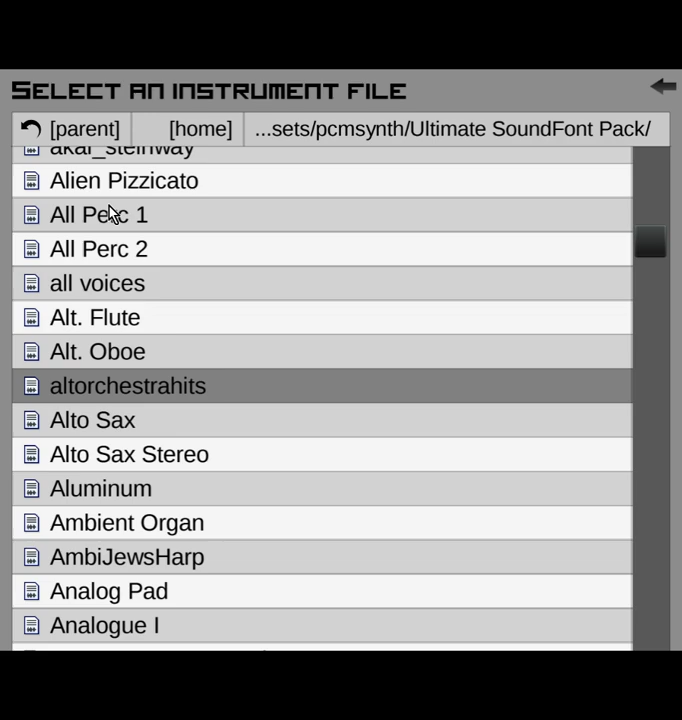 Select an instrument file
[parent] [home] ...sets/pcmsynth/Ultimate SoundFont Pack/
akai_steinway
Alien Pizzicato
All Perc 1
All Perc 2
all voices
Alt. Flute
Alt. Oboe
altorchestrahits
Alto Sax
Alto Sax Stereo
Aluminum
Ambient Organ
AmbiJewsHarp
Analog Pad
Analogue I